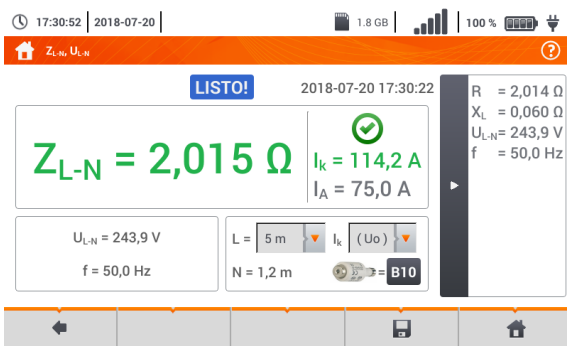 17:30:52 2018-07-20 1.8 GB 100 %
ZL-N, UL-N ?
LISTO! 2018-07-20 17:30:22
ZL-N = 2,015 Ω
Ik = 114,2 A
IA = 75,0 A
UL-N = 243,9 V
f = 50,0 Hz
L = 5 m Ik (Uo)
N = 1,2 m = B10
R = 2,014 Ω
XL = 0,060 Ω
UL-N= 243,9 V
f = 50,0 Hz